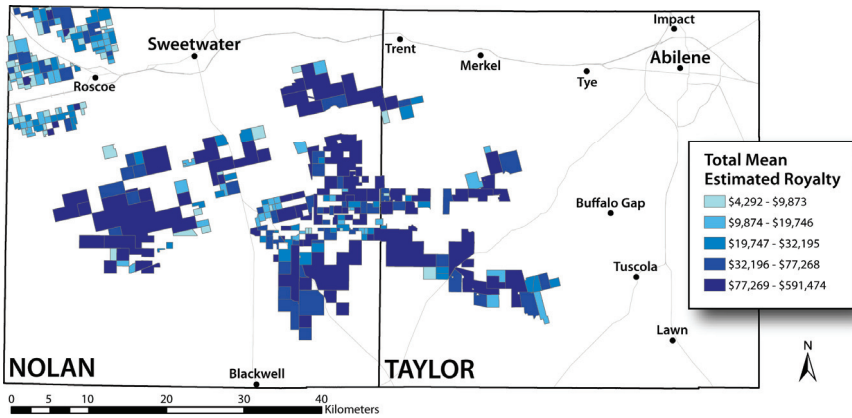 Impact
Sweetwater
Trent
Merkel
Abilene
Roscoe
Tye
Total Mean
Estimated Royalty
$4,292 - $9,873
$9,874 - $19,746
$19,747 - $32,195
$32,196 - $77,268
$77,269 - $591,474
Buffalo Gap
Tuscola
Lawn
NOLAN
TAYLOR
Blackwell
N
0 5 10 20 30 40
Kilometers